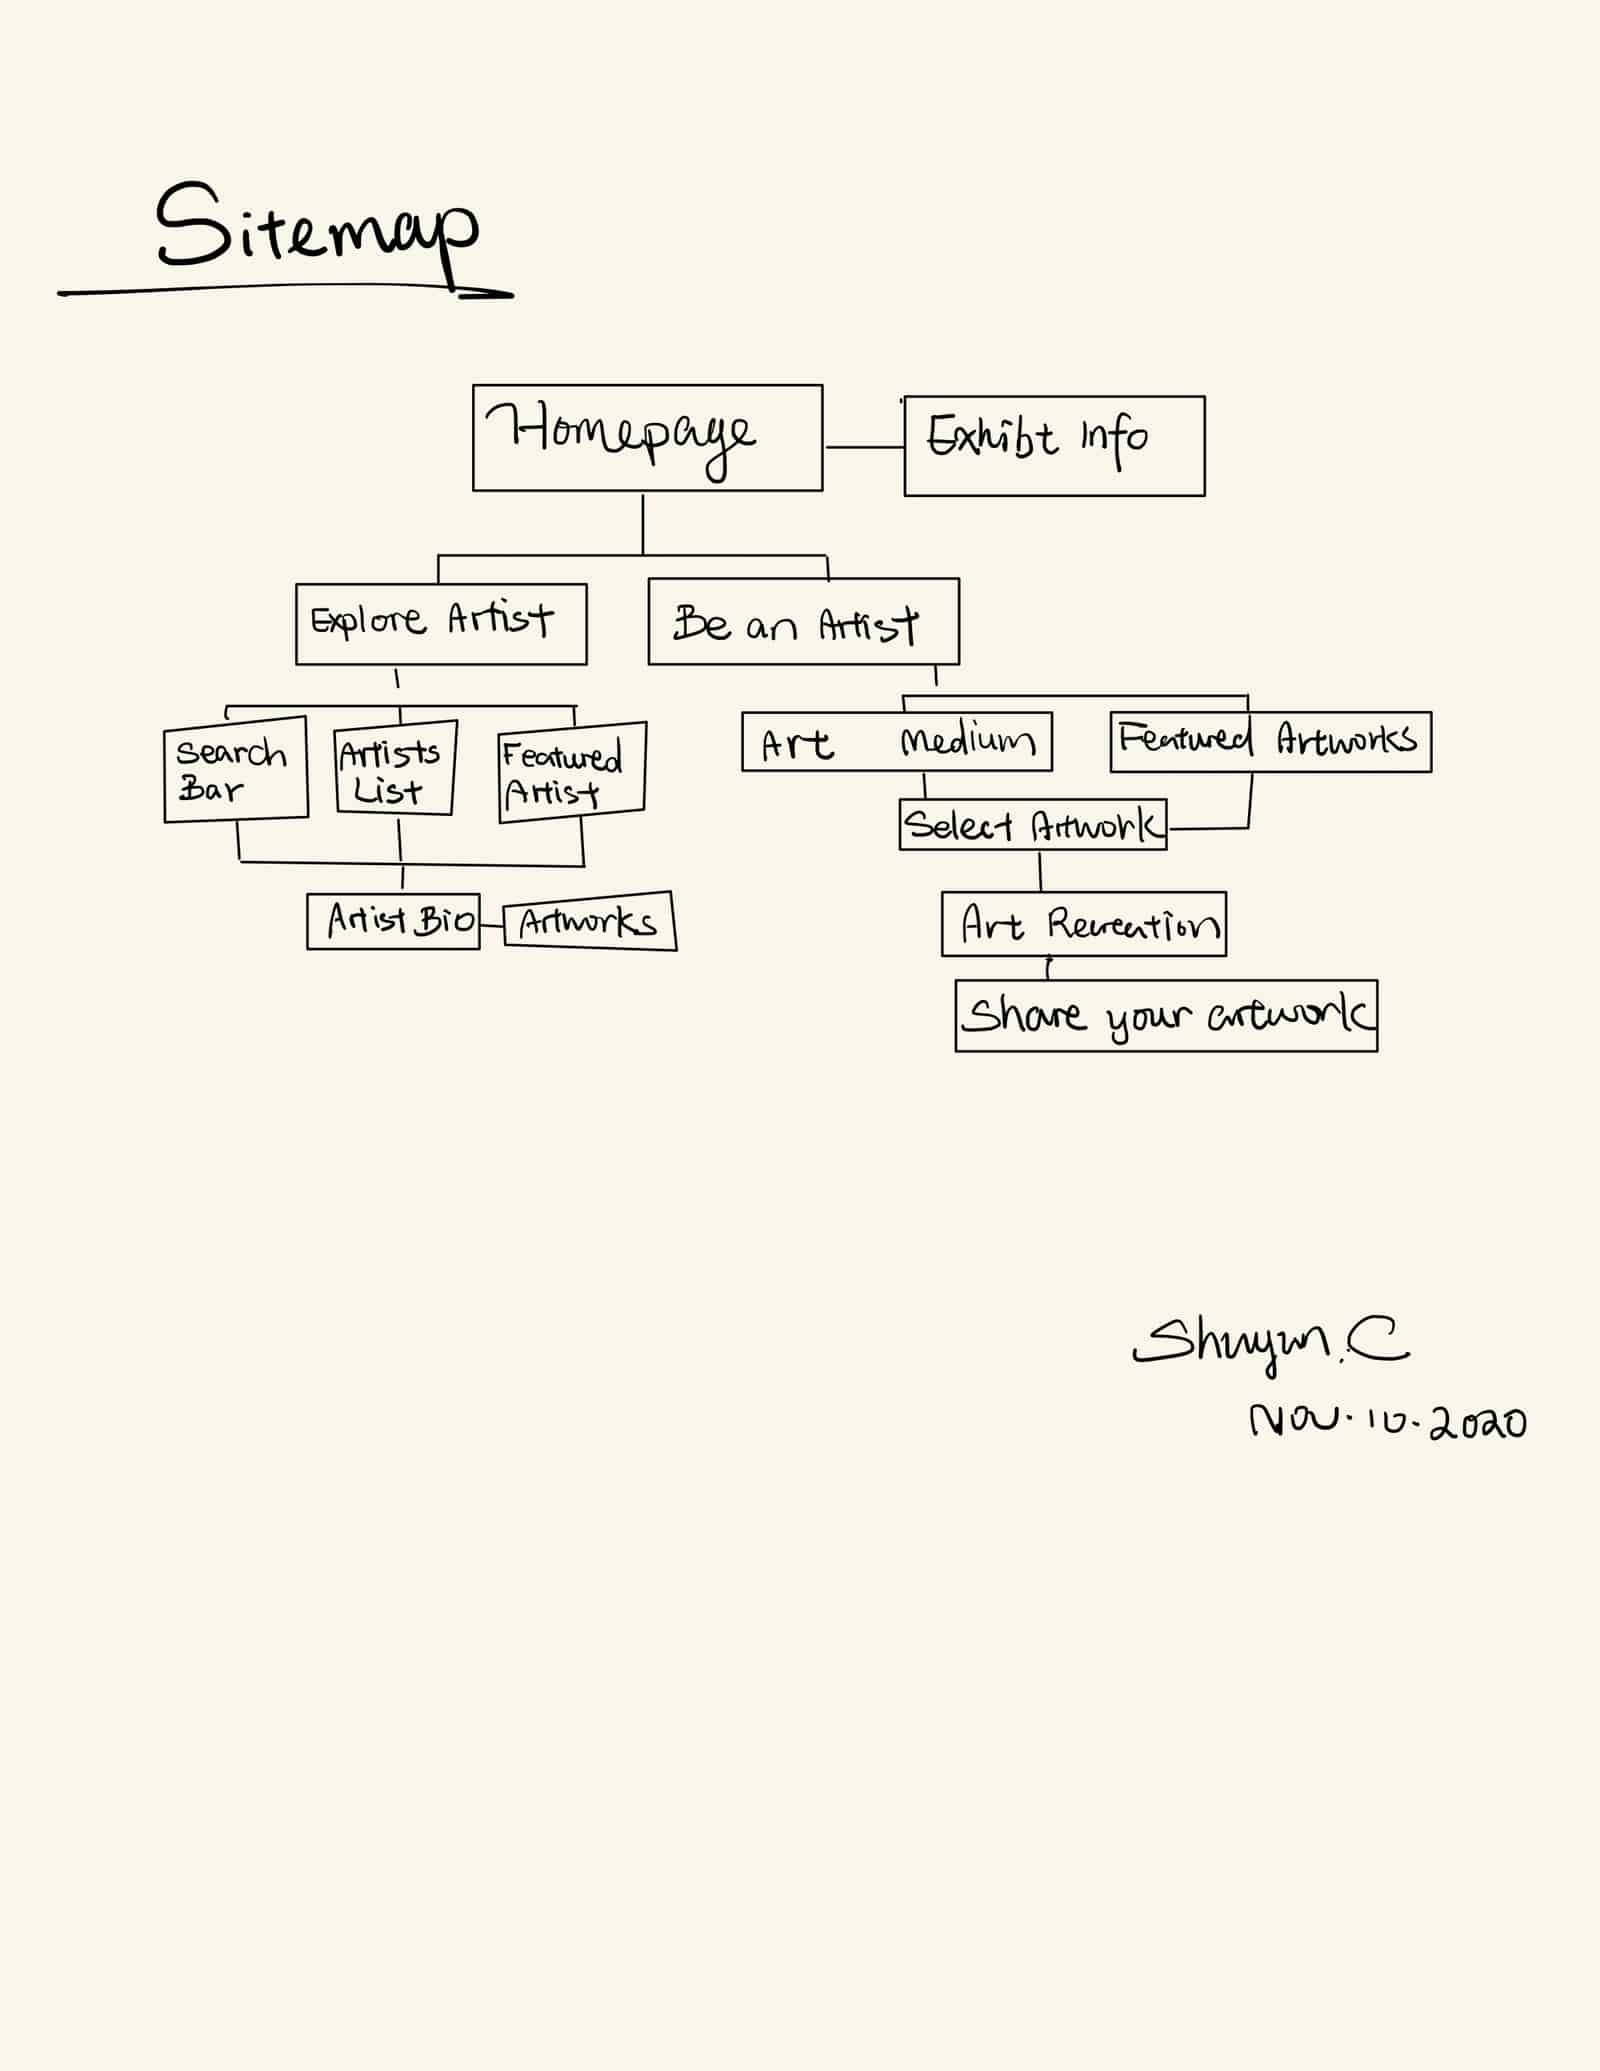 Sitemap
Homepage
Exhibt Info
Explore Artist
Be an Artist
Search
Bar
Artists
List
Featured
Artist
Art Medium
Featured Artworks
Select Artwork
Artist Bio
Artworks
Art Recreation
Share your artwork
Shuyun.C
Nov.10.2020